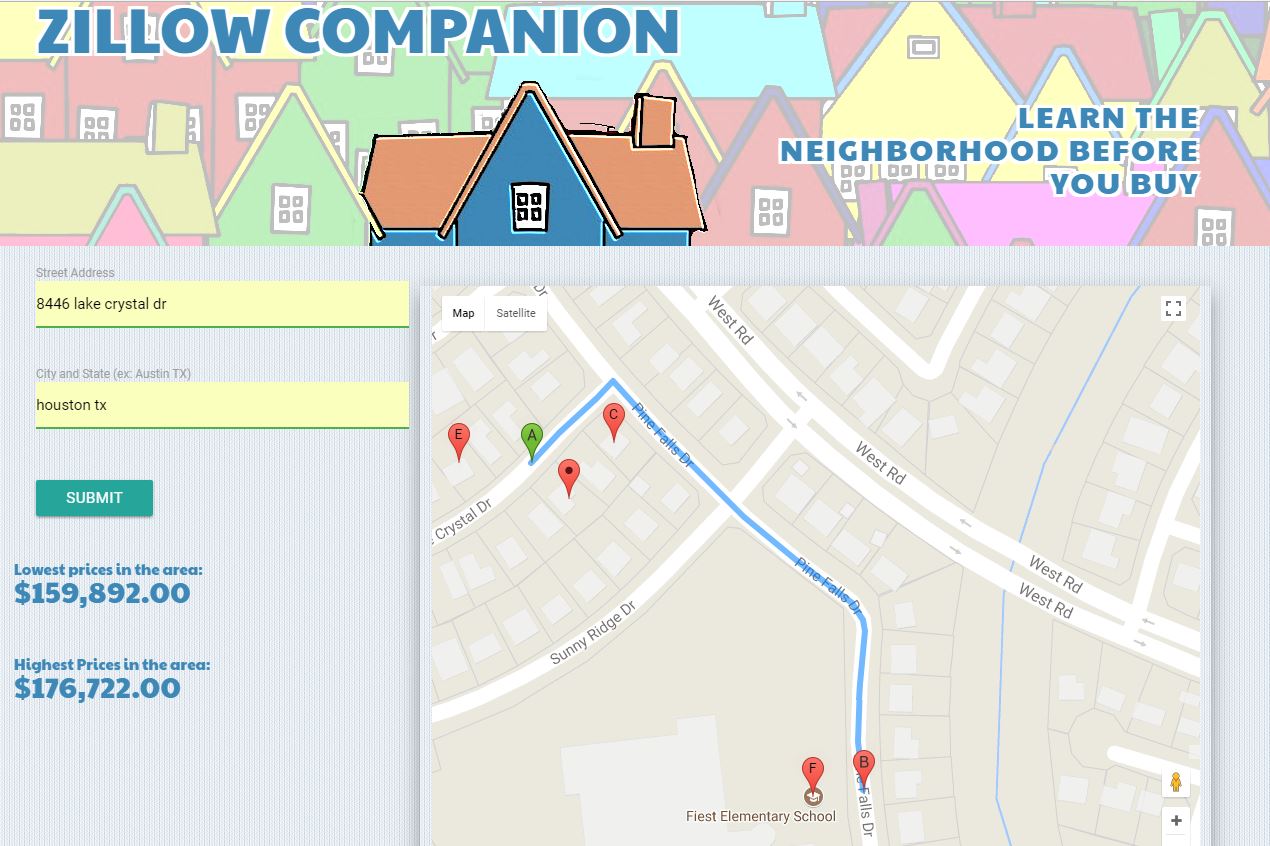 ZILLOW COMPANION
LEARN THE
NEIGHBORHOOD BEFORE
YOU BUY
Street Address
8446 lake crystal dr
City and State (ex: Austin TX)
houston tx
SUBMIT
Lowest prices in the area:
$159,892.00
Highest Prices in the area:
$176,722.00
Map
Satellite
Dr
West Rd
r
E
A
C
Pine Falls Dr
West Rd
Crystal Dr
Pine Falls Dr
West Rd
West Rd
Sunny Ridge Dr
F
B
Fiest Elementary School
Falls Dr
+